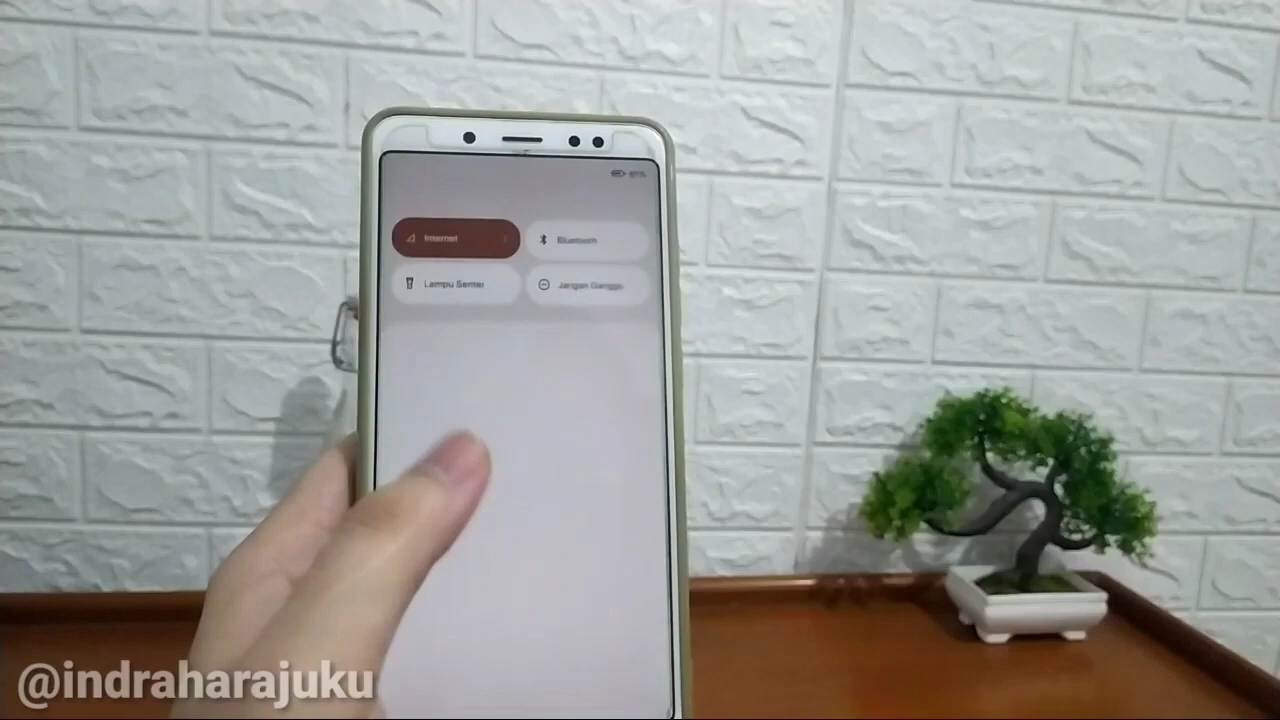 Internet
Bluetooth
Lampu Senter
Jangan Ganggu
@indraharajuku